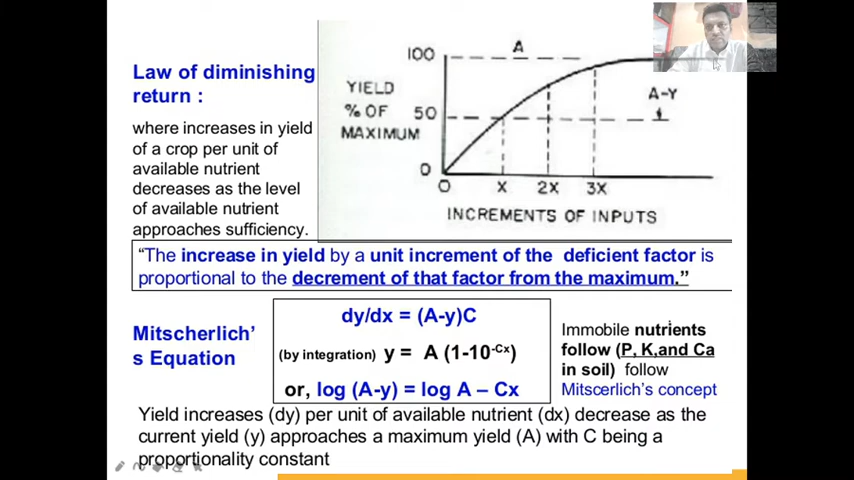 Law of diminishing
return :
where increases in yield
of a crop per unit of
available nutrient
decreases as the level
of available nutrient
approaches sufficiency.
100
A
YIELD
% OF
MAXIMUM
50
A-Y
0
0 X 2X 3X
INCREMENTS OF INPUTS
“The increase in yield by a unit increment of the deficient factor is
proportional to the decrement of that factor from the maximum.”
Mitscherlich’
s Equation
dy/dx = (A-y)C
(by integration) y = A (1-10-Cx)
or, log (A-y) = log A – Cx
Immobile nutrients
follow (P, K,and Ca
in soil) follow
Mitscerlich’s concept
Yield increases (dy) per unit of available nutrient (dx) decrease as the
current yield (y) approaches a maximum yield (A) with C being a
proportionality constant